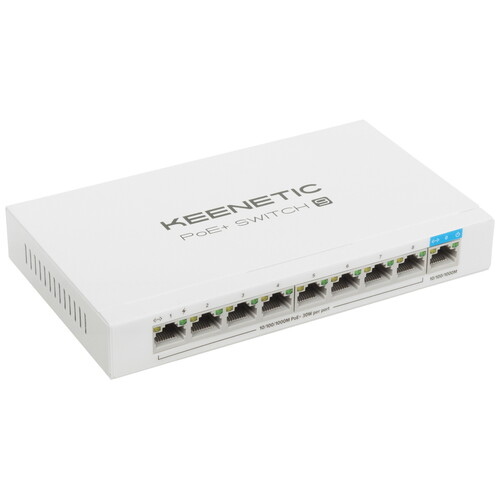 KEENETIC
PoE+ SWITCH 9
1 2 3 4 5 6 7 8 9
10/100/1000M PoE+ 30W per port
10/100/1000M